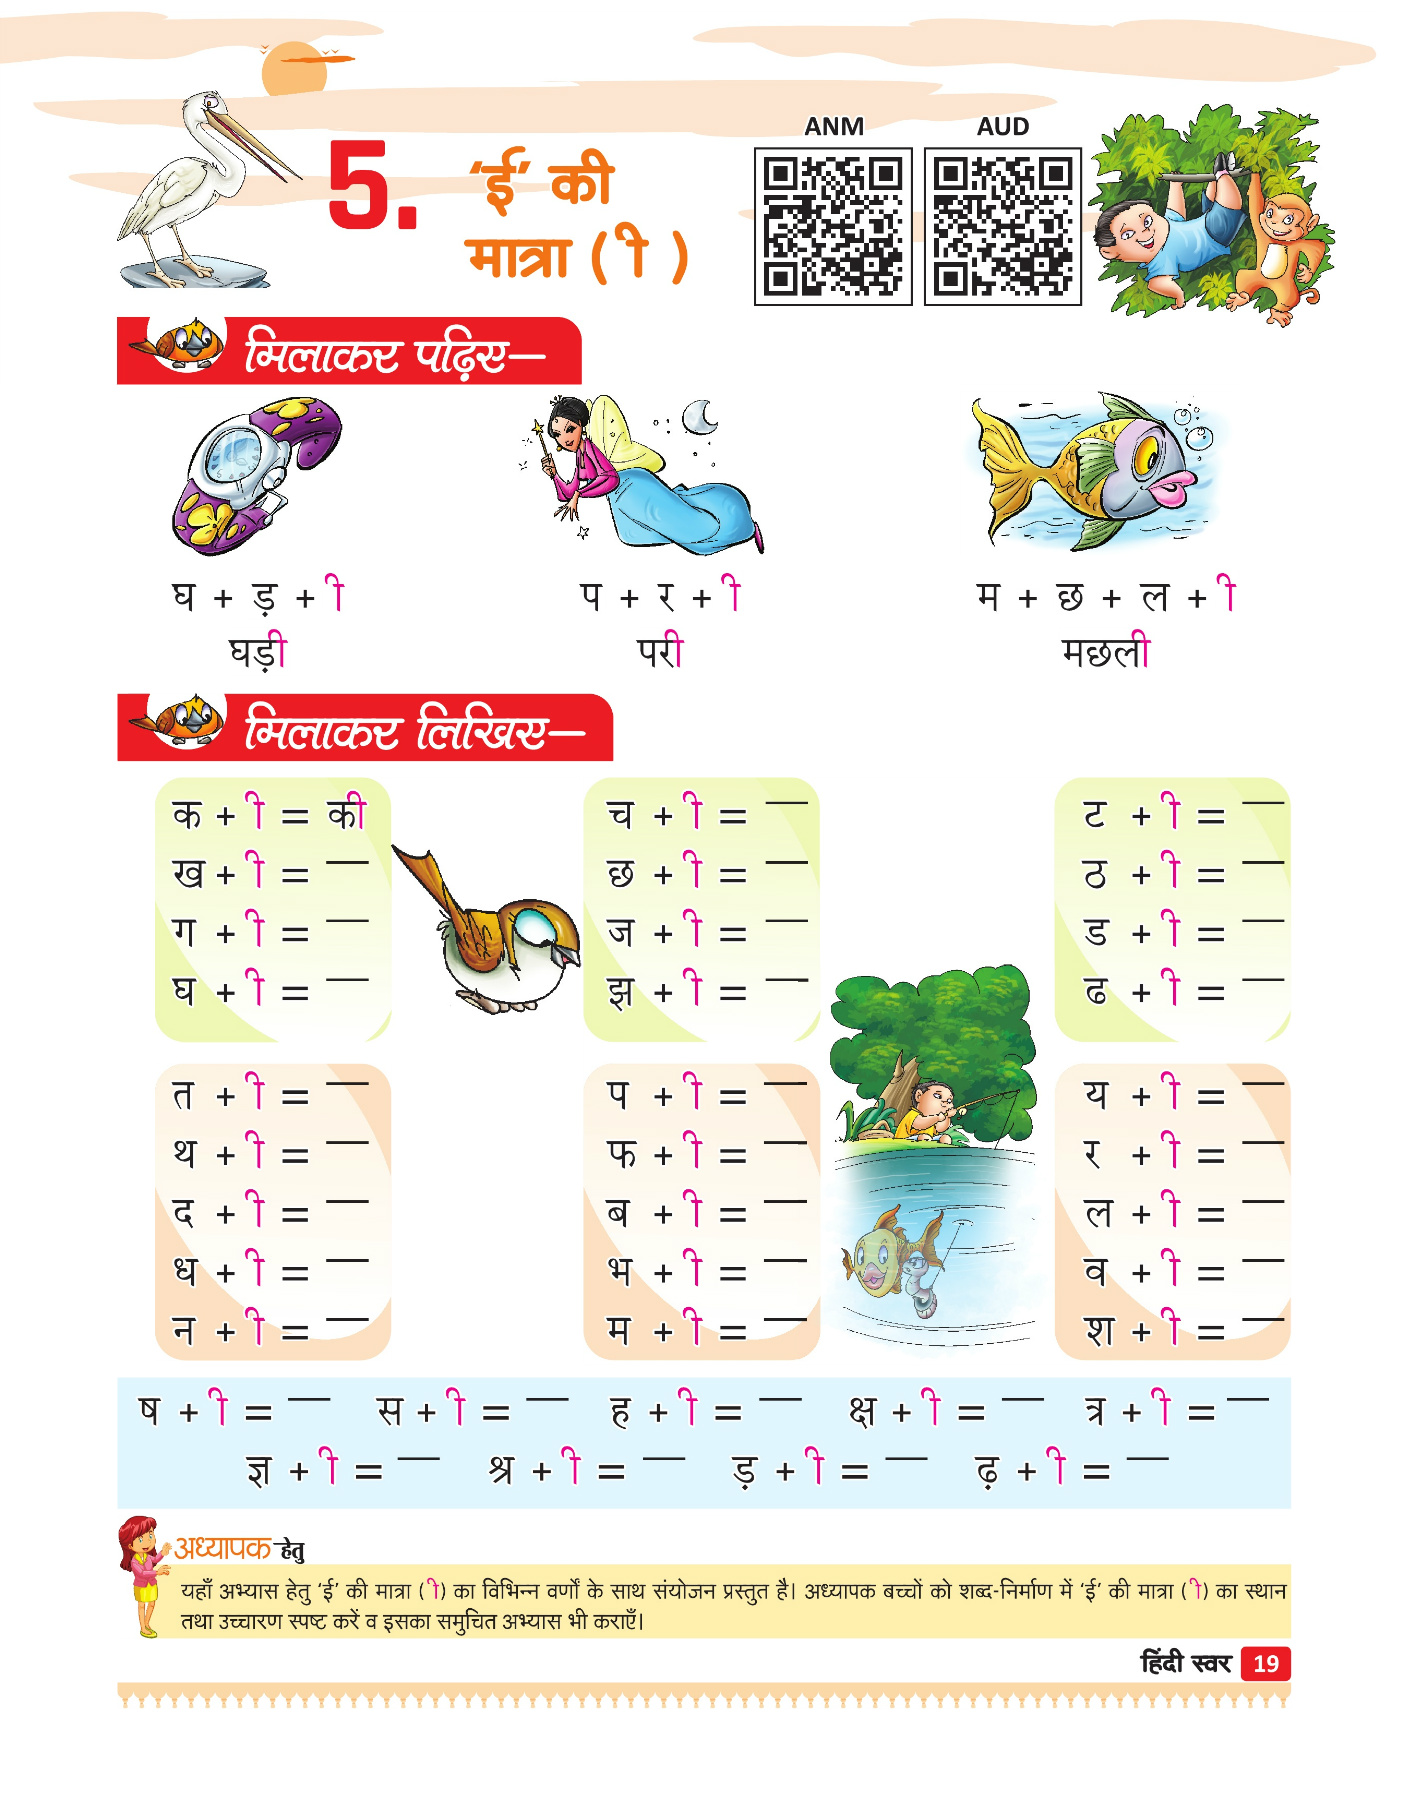 ANM AUD
5. ‘ई’ की
मात्रा ( ी )
मिलाकर पढ़िए—
घ + ड़ + ी प + र + ी म + छ + ल + ी
घड़ी परी मछली
मिलाकर लिखिए—
क + ी = की च + ी = — ट + ी = —
ख + ी = — छ + ी = — ठ + ी = —
ग + ी = — ज + ी = — ड + ी = —
घ + ी = — झ + ी = — ढ + ी = —
त + ी = — प + ी = — य + ी = —
थ + ी = — फ + ी = — र + ी = —
द + ी = — ब + ी = — ल + ी = —
ध + ी = — भ + ी = — व + ी = —
न + ी = — म + ी = — श + ी = —
ष + ी = — स + ी = — ह + ी = — क्ष + ी = — त्र + ी = —
ज्ञ + ी = — श्र + ी = — ड़ + ी = — ढ़ + ी = —
अध्यापक हेतु
यहाँ अभ्यास हेतु ‘ई’ की मात्रा ( ी) का विभिन्न वर्णों के साथ संयोजन प्रस्तुत है। अध्यापक बच्चों को शब्द-निर्माण में ‘ई’ की मात्रा ( ी) का स्थान
तथा उच्चारण स्पष्ट करें व इसका समुचित अभ्यास भी कराएँ।
हिंदी स्वर 19